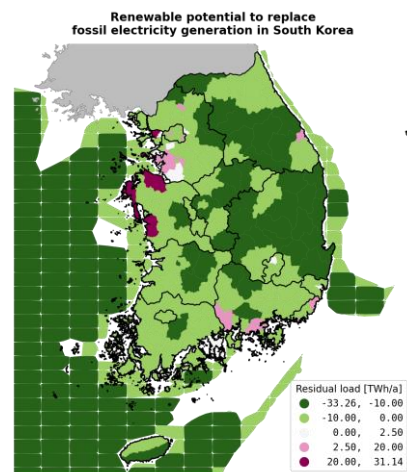 Renewable potential to replace
fossil electricity generation in South Korea
Residual load [TWh/a]
-33.26, -10.00
-10.00, 0.00
0.00, 2.50
2.50, 20.00
20.00, 31.14